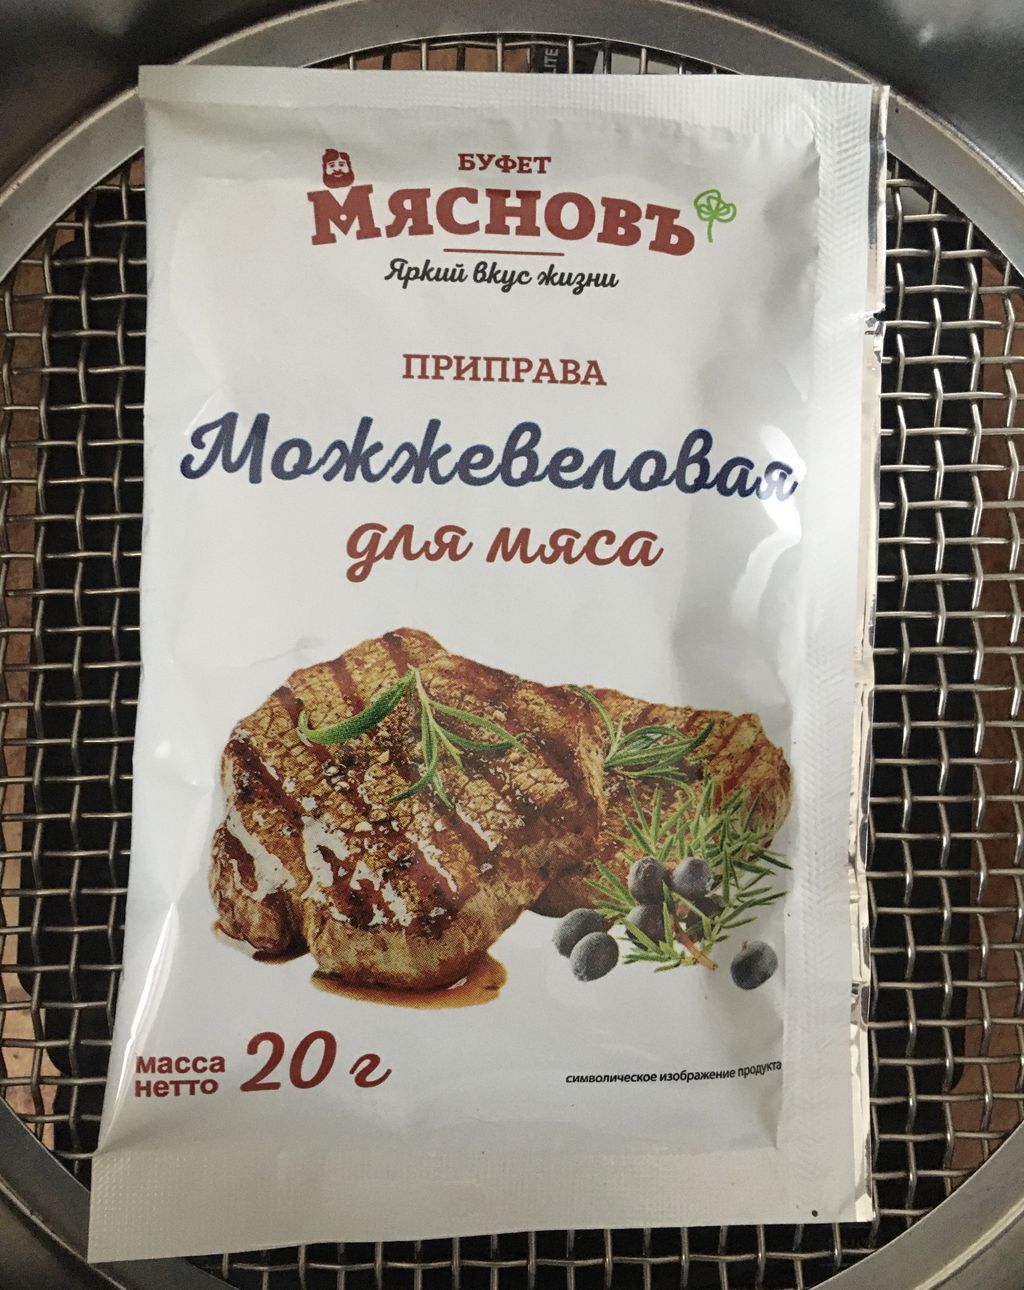 БУФЕТ
МЯСНОВЪ
Яркий вкус жизни
ПРИПРАВА
Можжевеловая
для мяса
масса
нетто
20 г
символическое изображение продукта